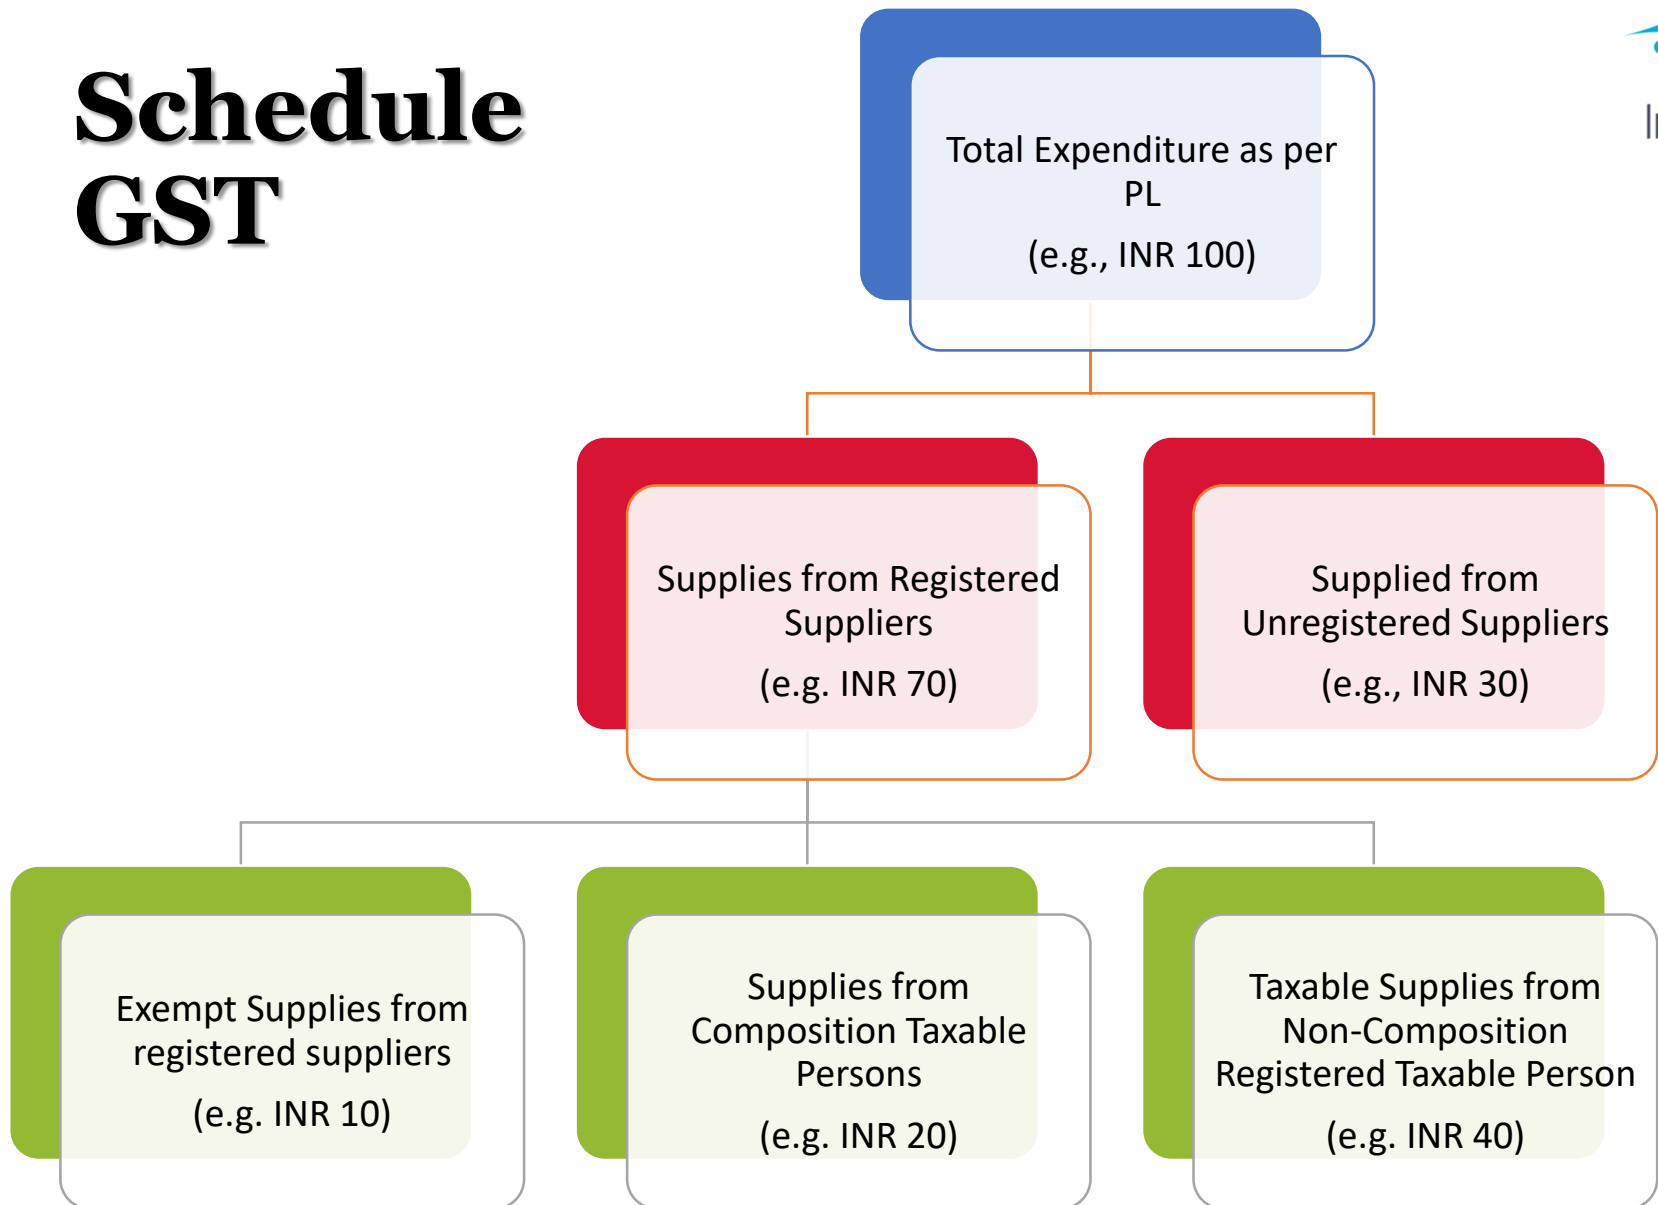 Schedule
GST
Total Expenditure as per
PL
(e.g., INR 100)
Supplies from Registered
Suppliers
(e.g. INR 70)
Supplied from
Unregistered Suppliers
(e.g., INR 30)
Exempt Supplies from
registered suppliers
(e.g. INR 10)
Supplies from
Composition Taxable
Persons
(e.g. INR 20)
Taxable Supplies from
Non-Composition
Registered Taxable Person
(e.g. INR 40)